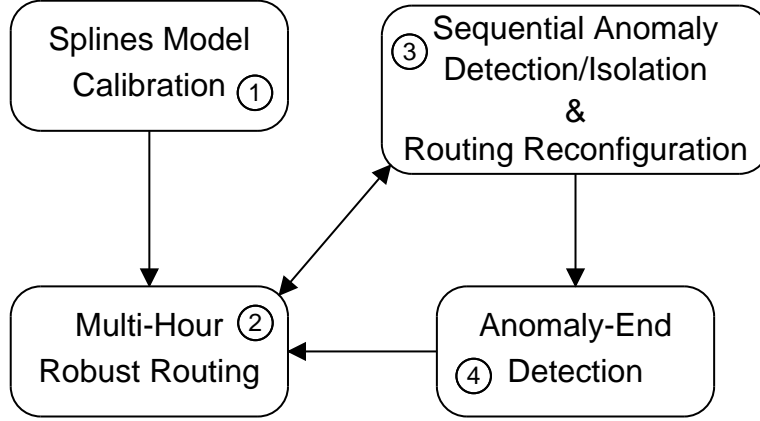 Splines Model
Calibration 1
3 Sequential Anomaly
Detection/Isolation
&
Routing Reconfiguration
Multi-Hour 2
Robust Routing
Anomaly-End
4 Detection